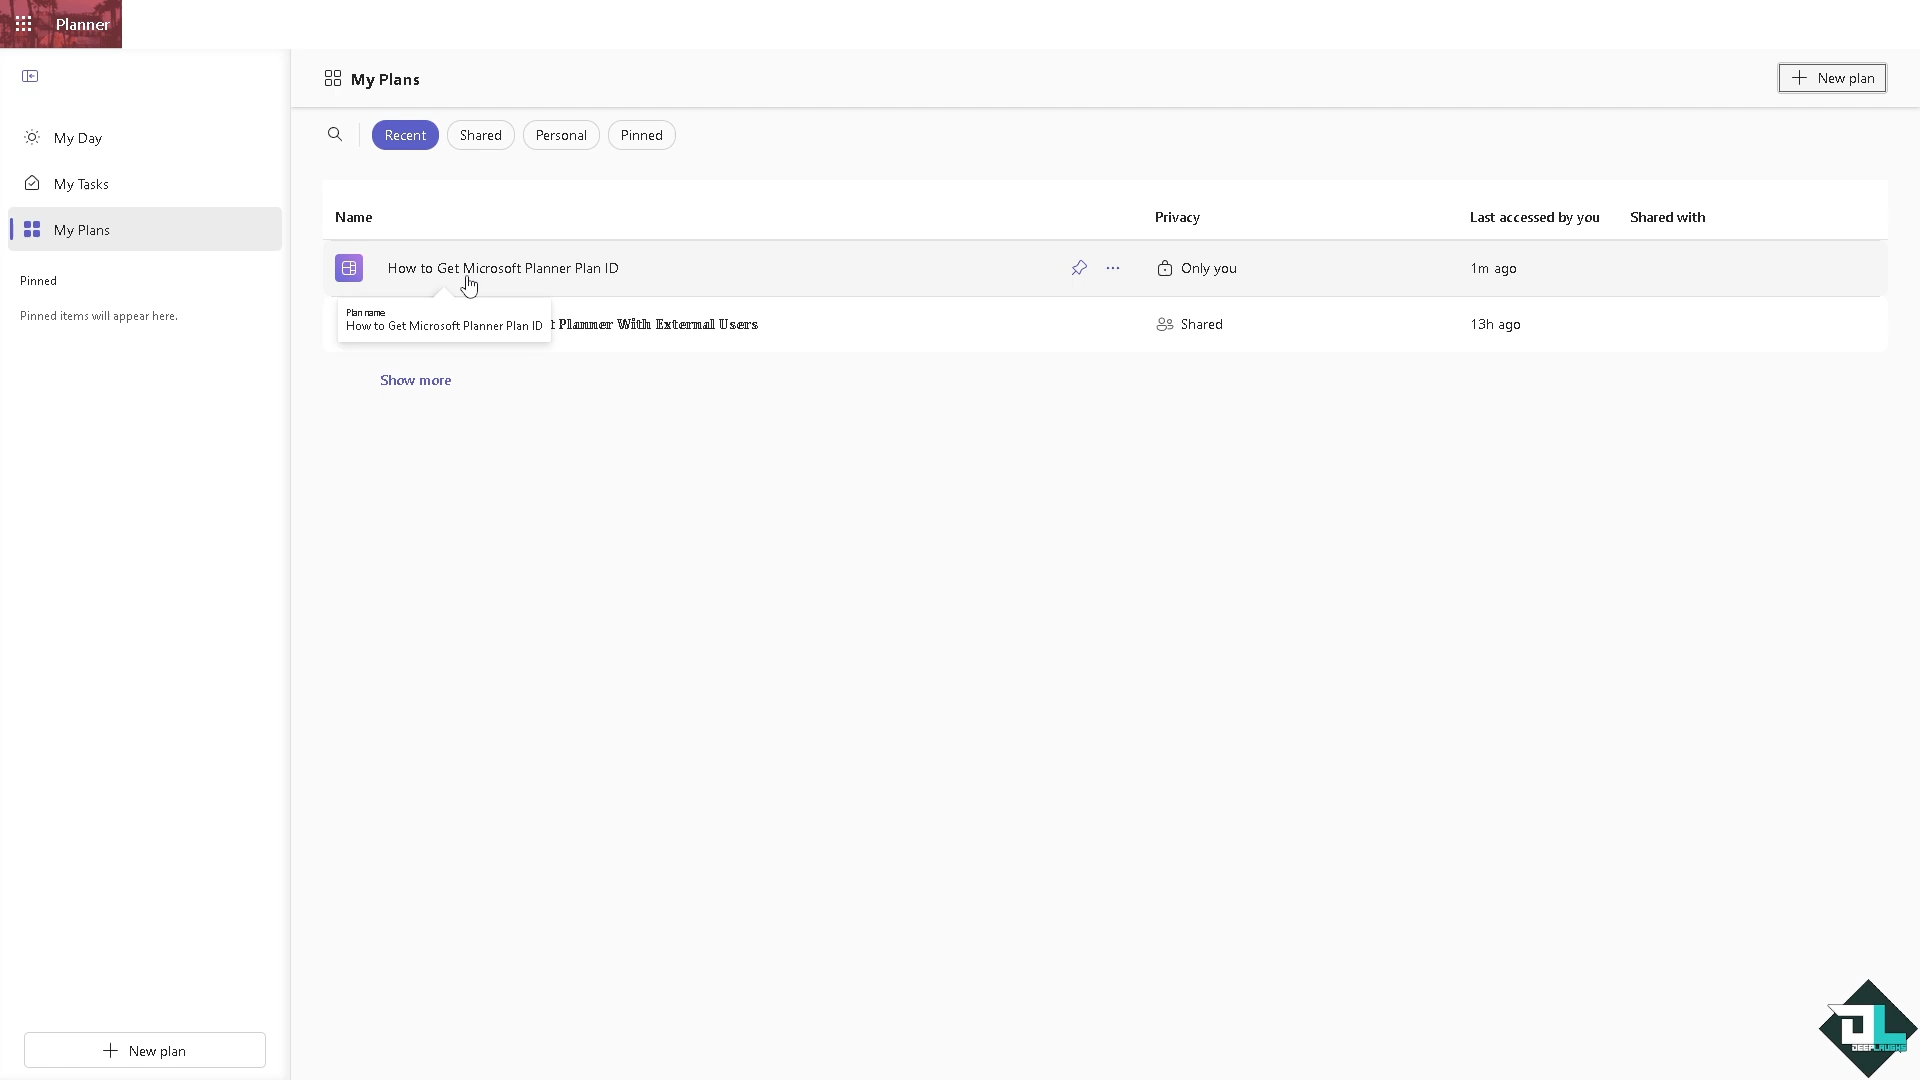 Planner
My Plans
New plan
My Day
My Tasks
My Plans
Pinned
Pinned items will appear here.
Recent
Shared
Personal
Pinned
Name
Privacy
Last accessed by you
Shared with
How to Get Microsoft Planner Plan ID
Only you
1m ago
Plan name
How to Get Microsoft Planner Plan ID
t Planner With External Users
Shared
13h ago
Show more
New plan
DEEPLAUGHS